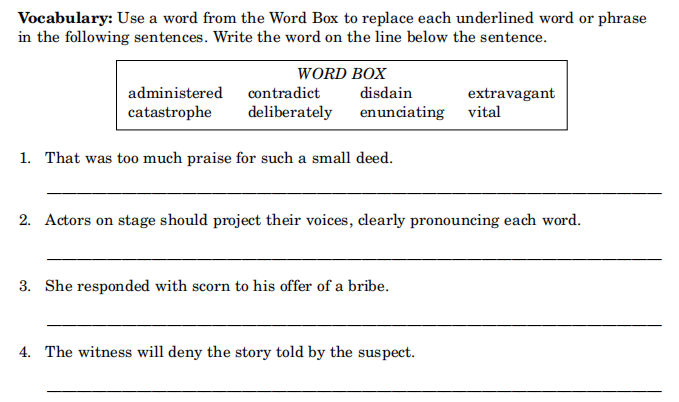 Vocabulary: Use a word from the Word Box to replace each underlined word or phrase
in the following sentences. Write the word on the line below the sentence.
WORD BOX
administered contradict disdain extravagant
catastrophe deliberately enunciating vital
1. That was too much praise for such a small deed.
2. Actors on stage should project their voices, clearly pronouncing each word.
3. She responded with scorn to his offer of a bribe.
4. The witness will deny the story told by the suspect.